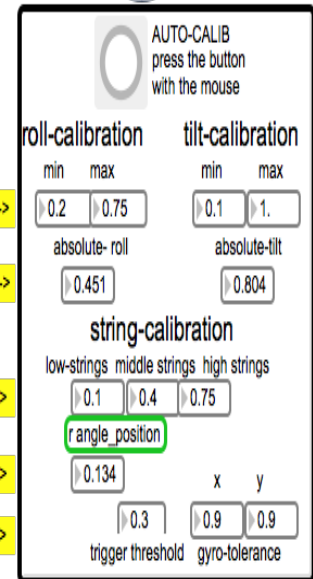 AUTO-CALIB
press the button
with the mouse
roll-calibration tilt-calibration
min max min max
0.2 0.75 0.1 1.
absolute- roll absolute-tilt
0.451 0.804
string-calibration
low-strings middle strings high strings
0.1 0.4 0.75
r angle_position
0.134 x y
0.3 0.9 0.9
trigger threshold gyro-tolerance